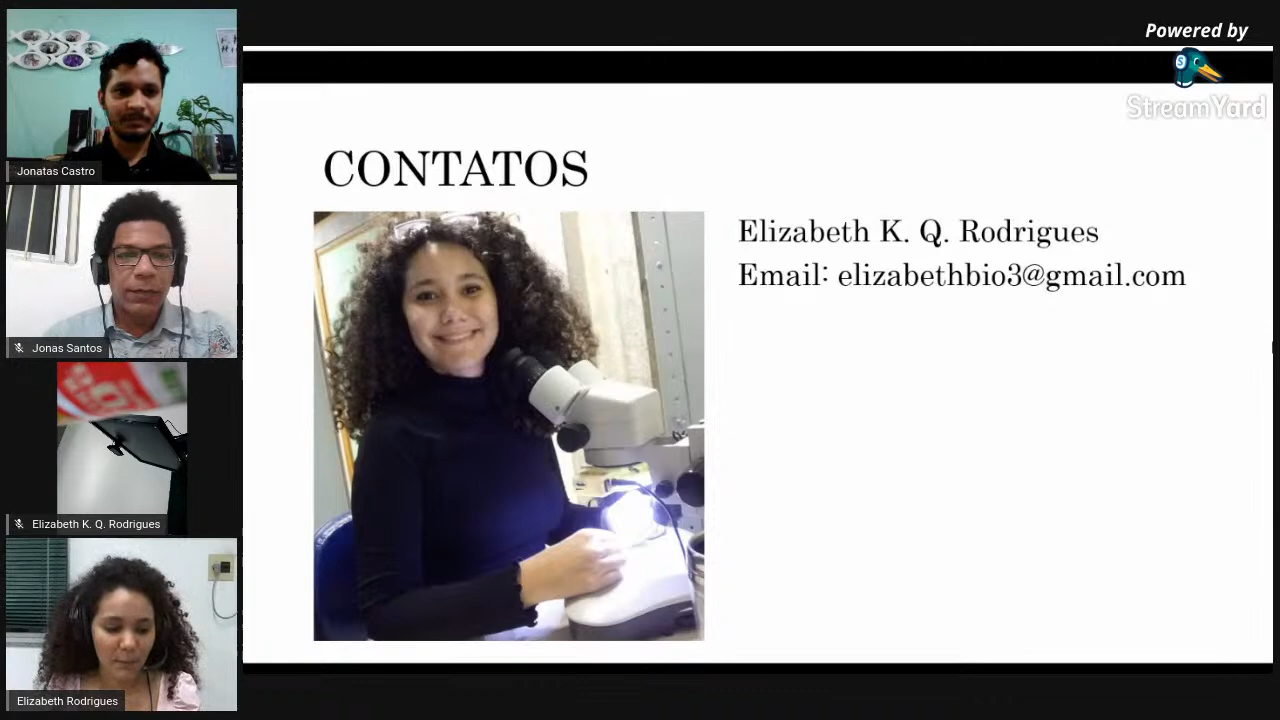 Powered by
StreamYard
Jonatas Castro
Jonas Santos
Elizabeth K. Q. Rodrigues
Elizabeth Rodrigues
CONTATOS
Elizabeth K. Q. Rodrigues
Email: elizabethbio3@gmail.com